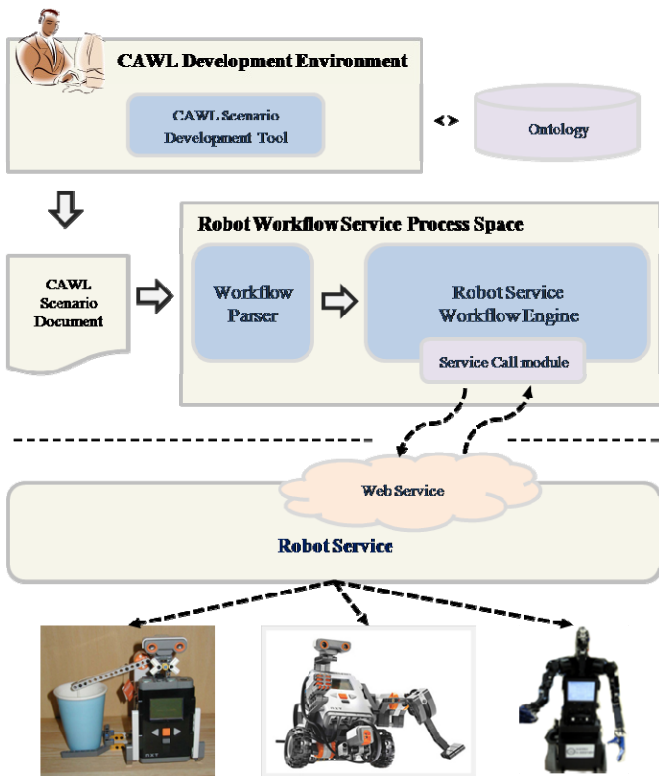 CAWL Development Environment
CAWL Scenario
Development Tool
Ontology
Robot Workflow Service Process Space
CAWL
Scenario
Document
Workflow
Parser
Robot Service
Workflow Engine
Service Call module
Web Service
Robot Service
NXT